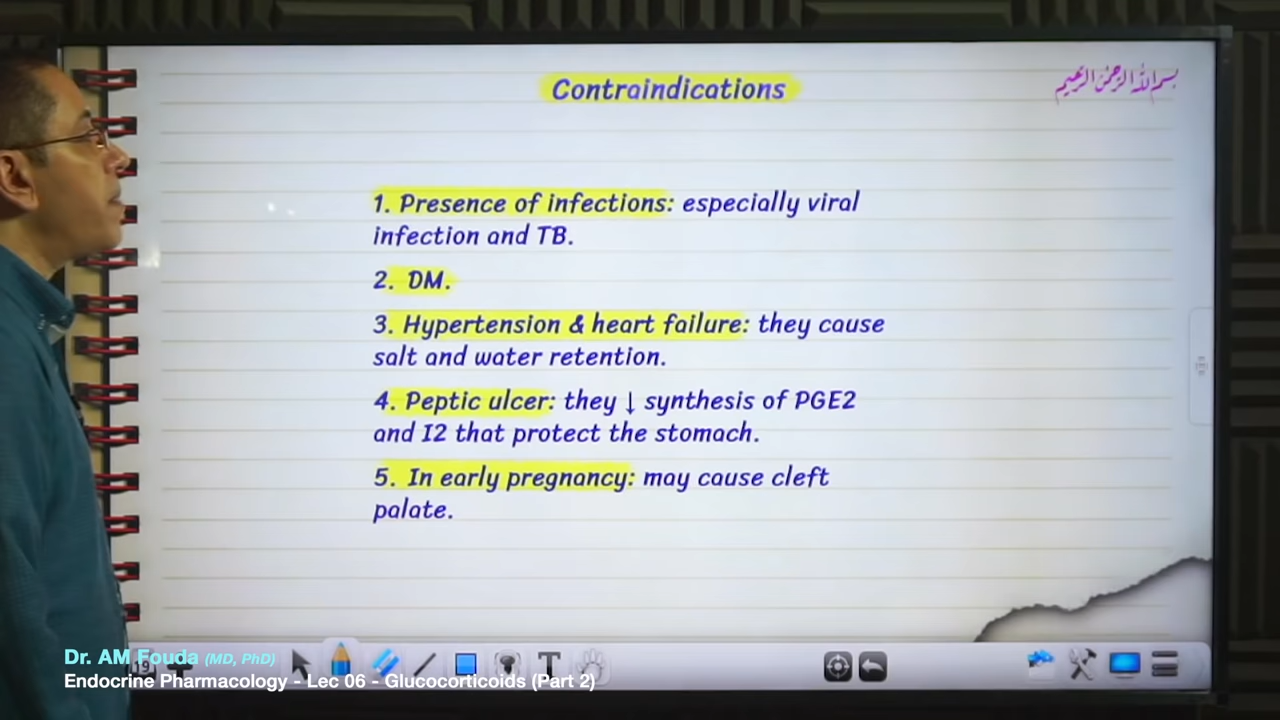 Contraindications
بسم الله الرحمن الرحيم
1. Presence of infections: especially viral
infection and TB.
2. DM.
3. Hypertension & heart failure: they cause
salt and water retention.
4. Peptic ulcer: they ↓ synthesis of PGE2
and I2 that protect the stomach.
5. In early pregnancy: may cause cleft
palate.
Dr. AM Fouda (MD, PhD)
Endocrine Pharmacology - Lec 06 - Glucocorticoids (Part 2)